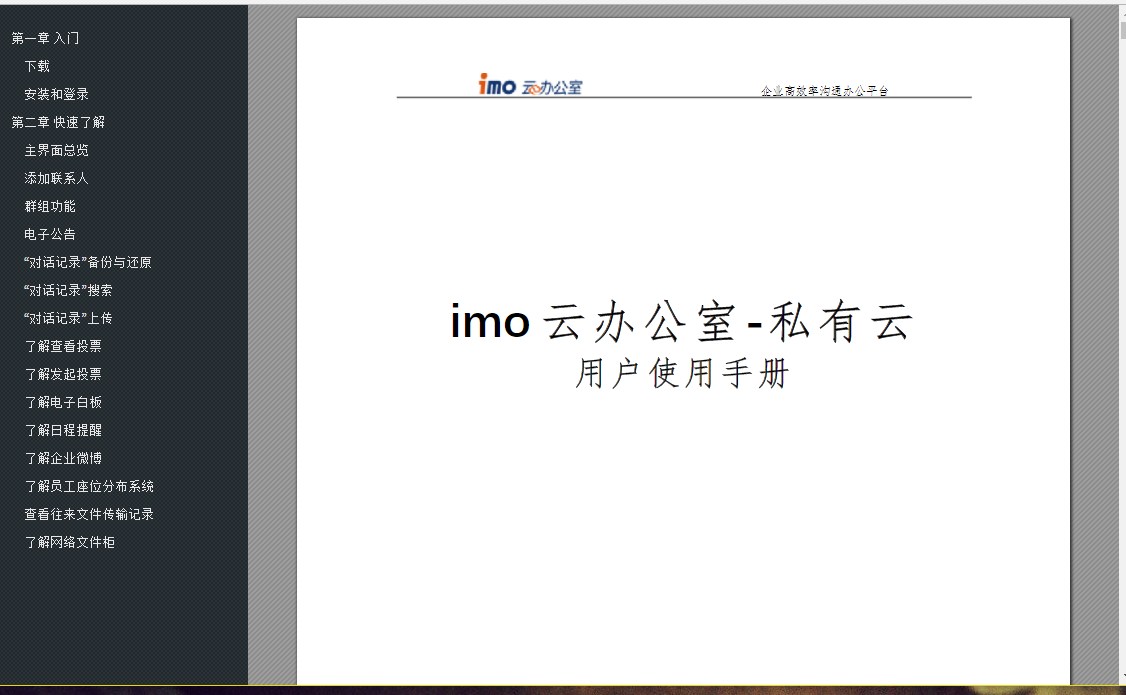 第一章 入门
下载
安装和登录
第二章 快速了解
主界面总览
添加联系人
群组功能
电子公告
“对话记录”备份与还原
“对话记录”搜索
“对话记录”上传
了解查看投票
了解发起投票
了解电子白板
了解日程提醒
了解企业微博
了解员工座位分布系统
查看往来文件传输记录
了解网络文件柜
imo 云办公室
企业高效率沟通办公平台
imo 云办公室-私有云
用户使用手册